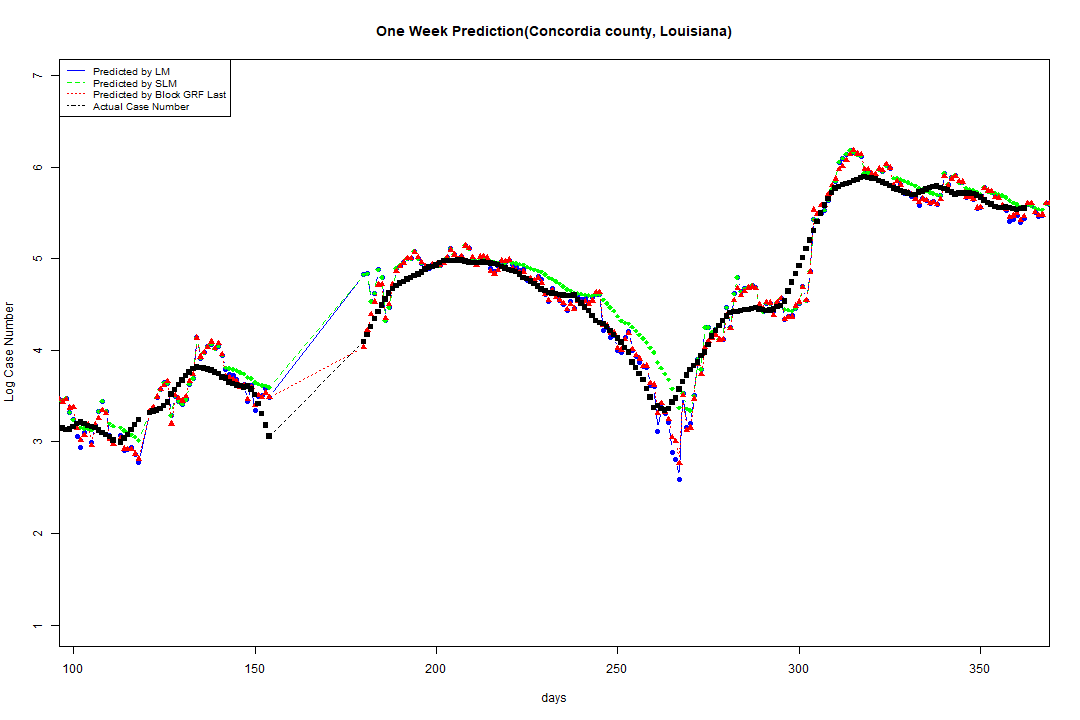 One Week Prediction(Concordia county, Louisiana)
Predicted by LM
Predicted by SLM
Predicted by Block GRF Last
Actual Case Number
Log Case Number
7
6
5
4
3
2
1
100 150 200 250 300 350
days